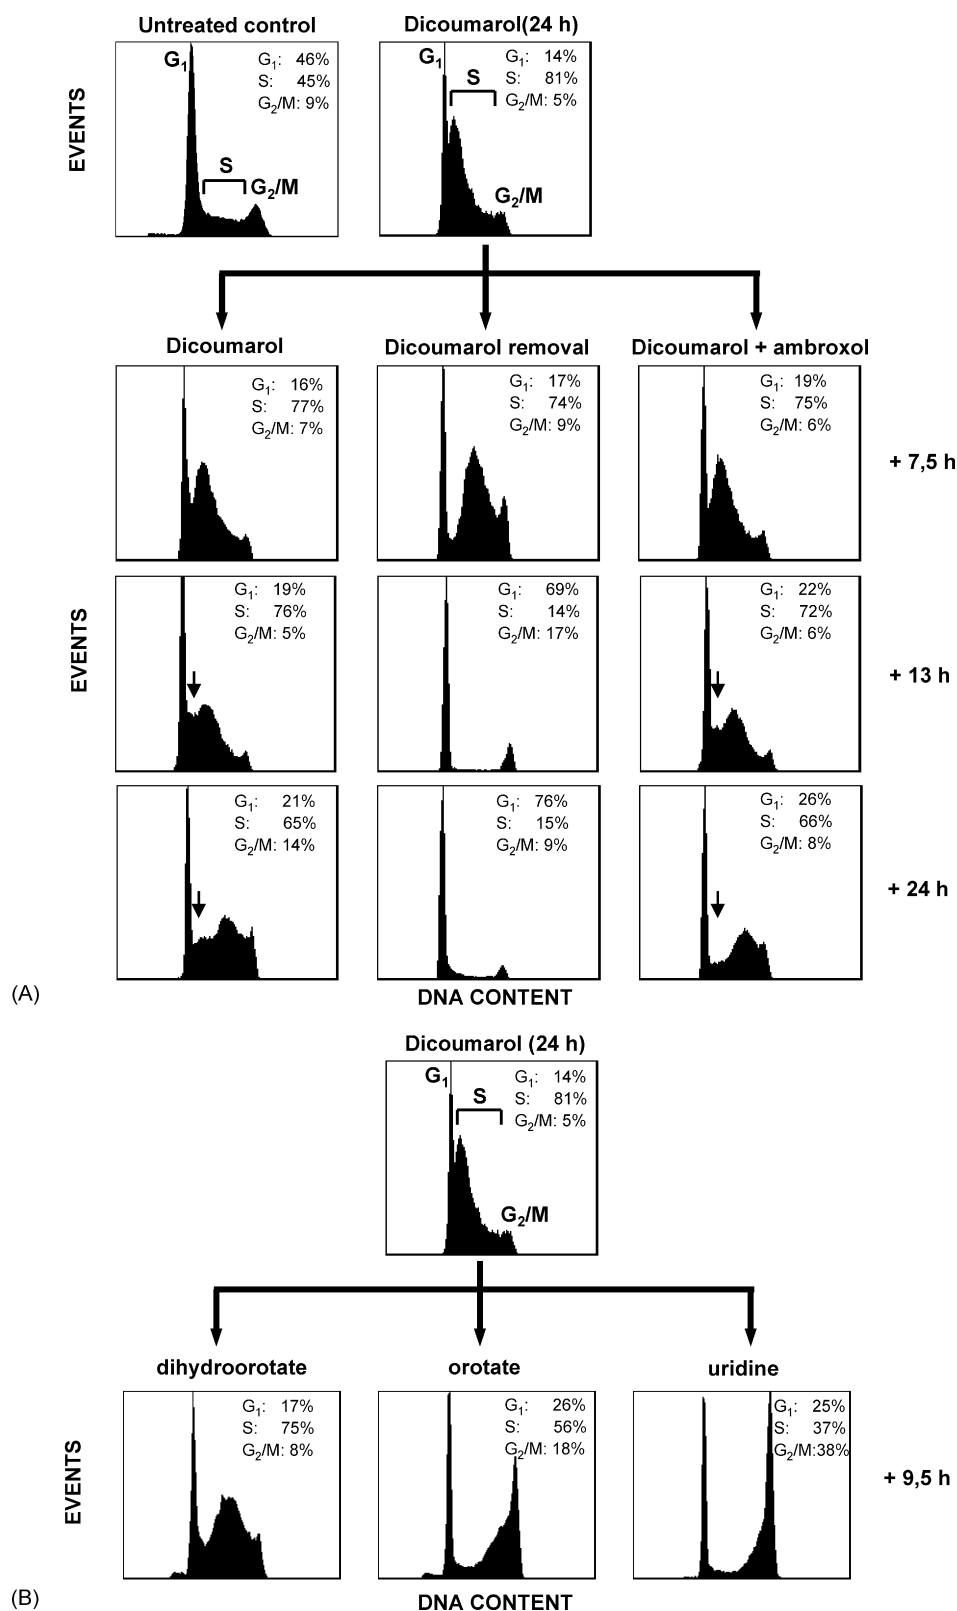 Untreated control
Dicoumarol(24 h)
EVENTS
G1
G1: 46%
S: 45%
G2/M: 9%
S
G2/M
G1
G1: 14%
S: 81%
G2/M: 5%
S
G2/M
Dicoumarol
Dicoumarol removal
Dicoumarol + ambroxol
G1: 16%
S: 77%
G2/M: 7%
G1: 17%
S: 74%
G2/M: 9%
G1: 19%
S: 75%
G2/M: 6%
+ 7,5 h
EVENTS
G1: 19%
S: 76%
G2/M: 5%
G1: 69%
S: 14%
G2/M: 17%
G1: 22%
S: 72%
G2/M: 6%
+ 13 h
G1: 21%
S: 65%
G2/M: 14%
G1: 76%
S: 15%
G2/M: 9%
G1: 26%
S: 66%
G2/M: 8%
+ 24 h
(A)
DNA CONTENT
Dicoumarol (24 h)
G1
G1: 14%
S: 81%
G2/M: 5%
S
G2/M
dihydroorotate
orotate
uridine
EVENTS
G1: 17%
S: 75%
G2/M: 8%
G1: 26%
S: 56%
G2/M: 18%
G1: 25%
S: 37%
G2/M:38%
+ 9,5 h
(B)
DNA CONTENT